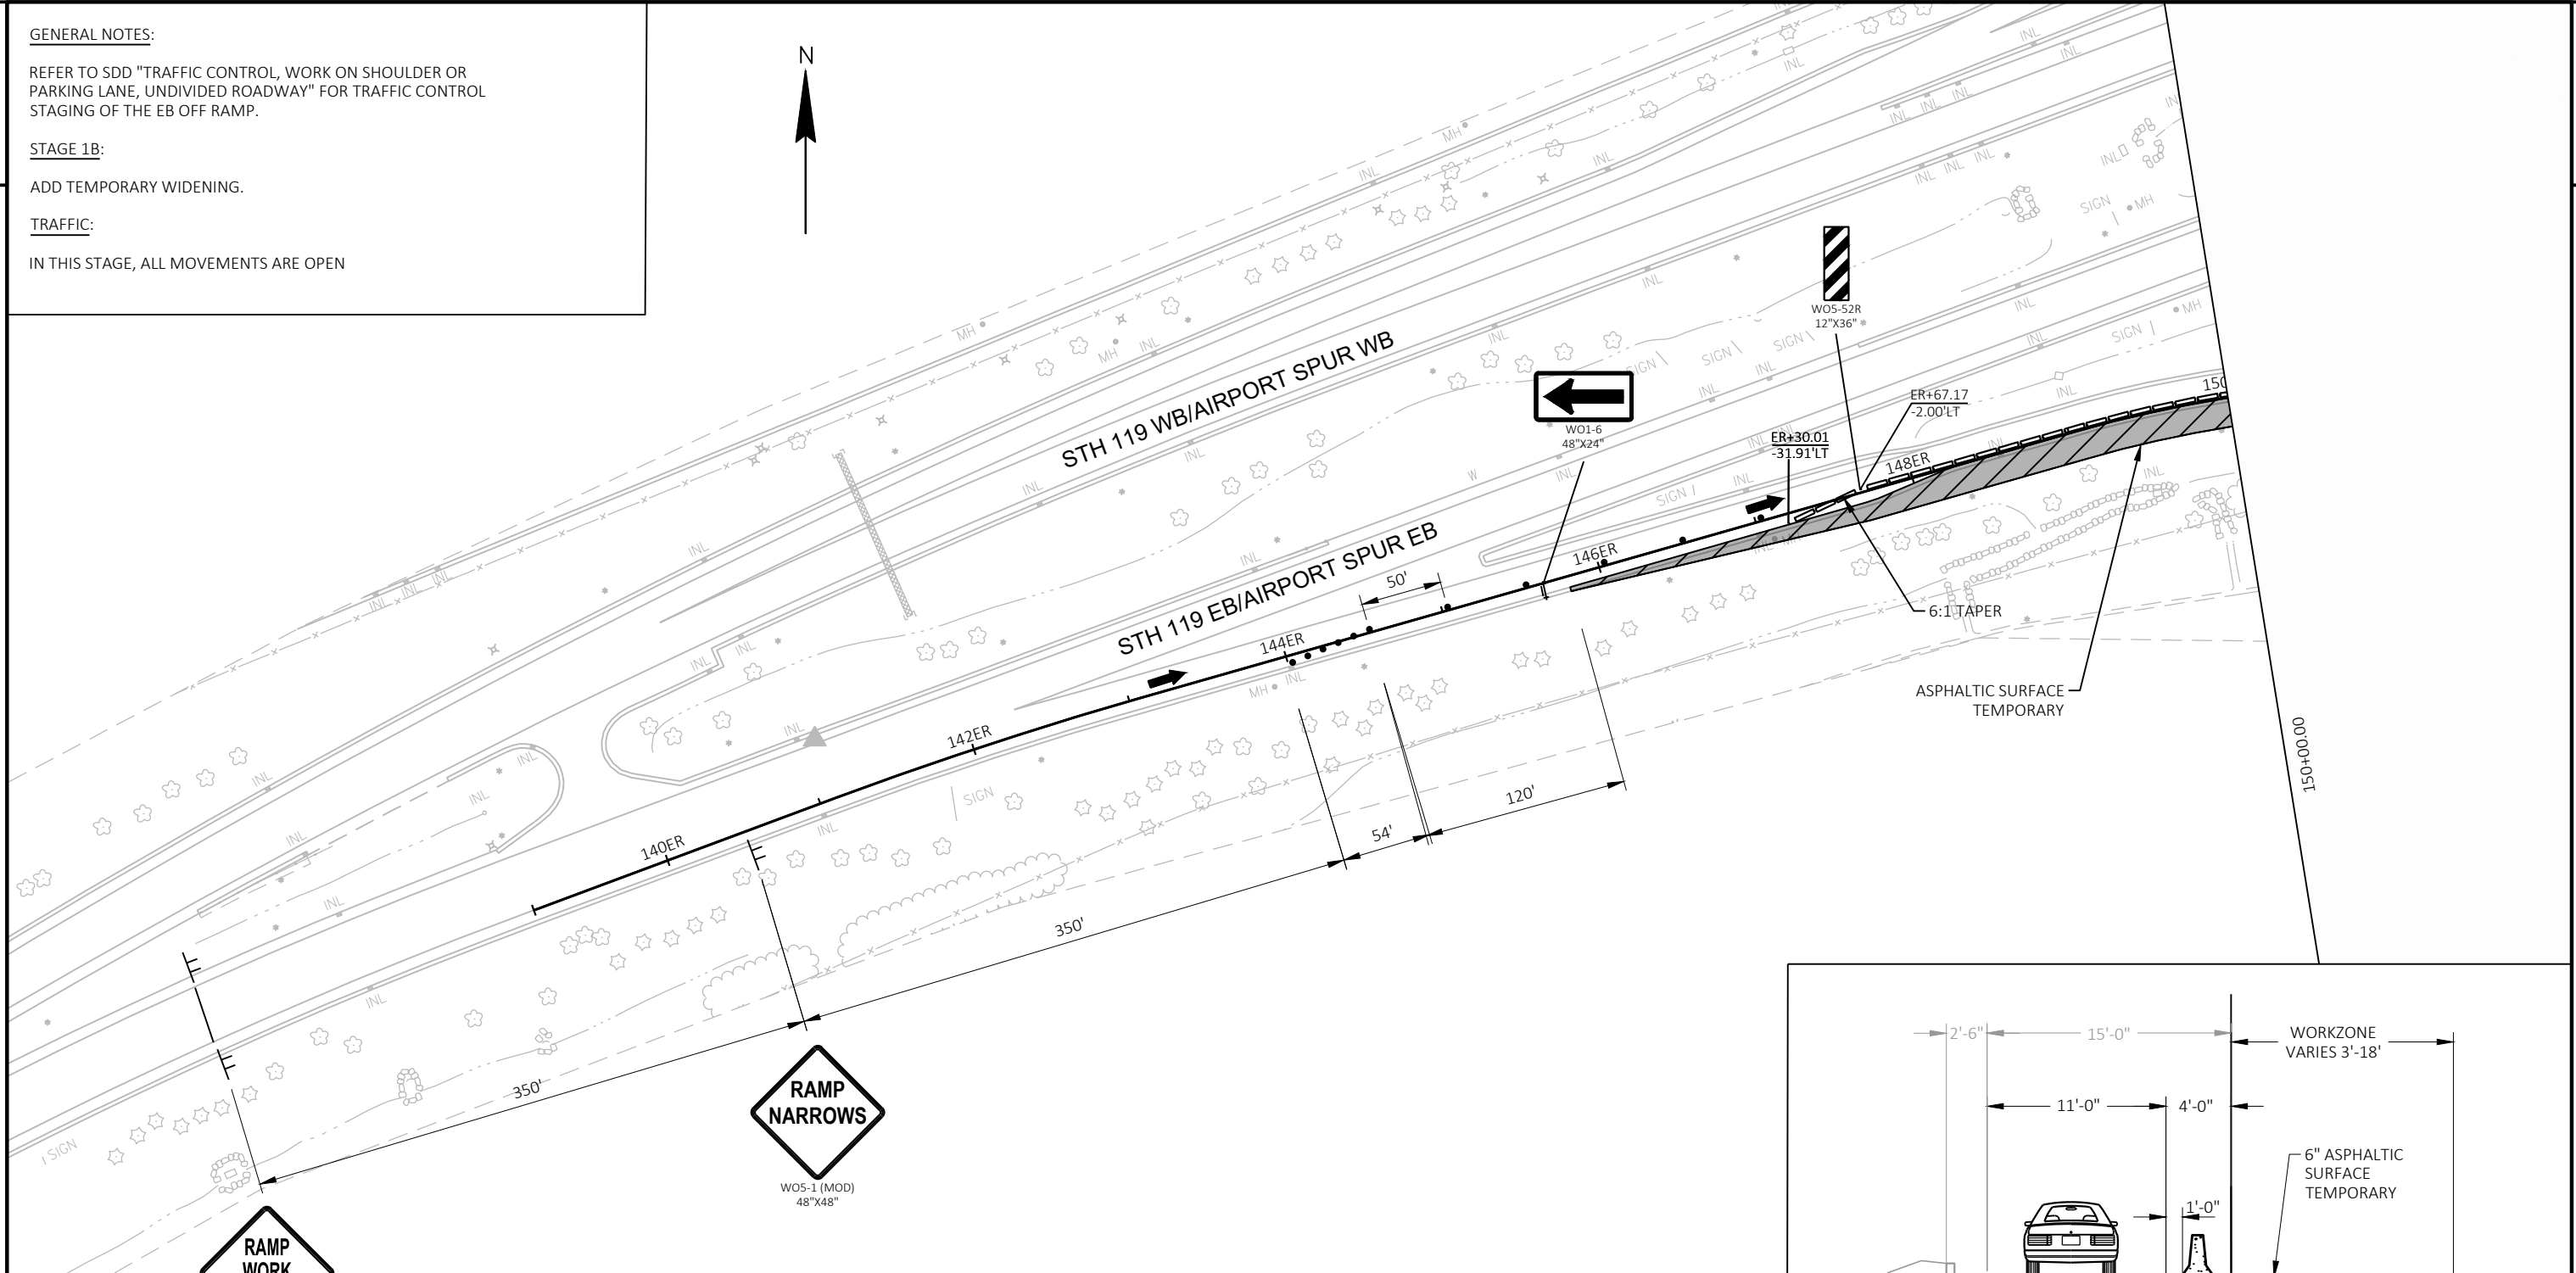 GENERAL NOTES:
REFER TO SDD "TRAFFIC CONTROL, WORK ON SHOULDER OR
PARKING LANE, UNDIVIDED ROADWAY" FOR TRAFFIC CONTROL
STAGING OF THE EB OFF RAMP.
STAGE 1B:
ADD TEMPORARY WIDENING.
TRAFFIC:
IN THIS STAGE, ALL MOVEMENTS ARE OPEN
N
STH 119 WB/AIRPORT SPUR WB
STH 119 EB/AIRPORT SPUR EB
WO5-52R
12"X36"
WO1-6
48"X24"
ER+67.17
-2.00'LT
ER+30.01
-31.91'LT
150
148ER
146ER
144ER
142ER
140ER
50'
6:1 TAPER
ASPHALTIC SURFACE
TEMPORARY
150+00.00
120'
54'
350'
350'
RAMP
NARROWS
WO5-1 (MOD)
48"X48"
RAMP
WORK
2'-6"
15'-0"
WORKZONE
VARIES 3'-18'
11'-0"
4'-0"
6" ASPHALTIC
SURFACE
TEMPORARY
1'-0"
INL
MH
SIGN
W